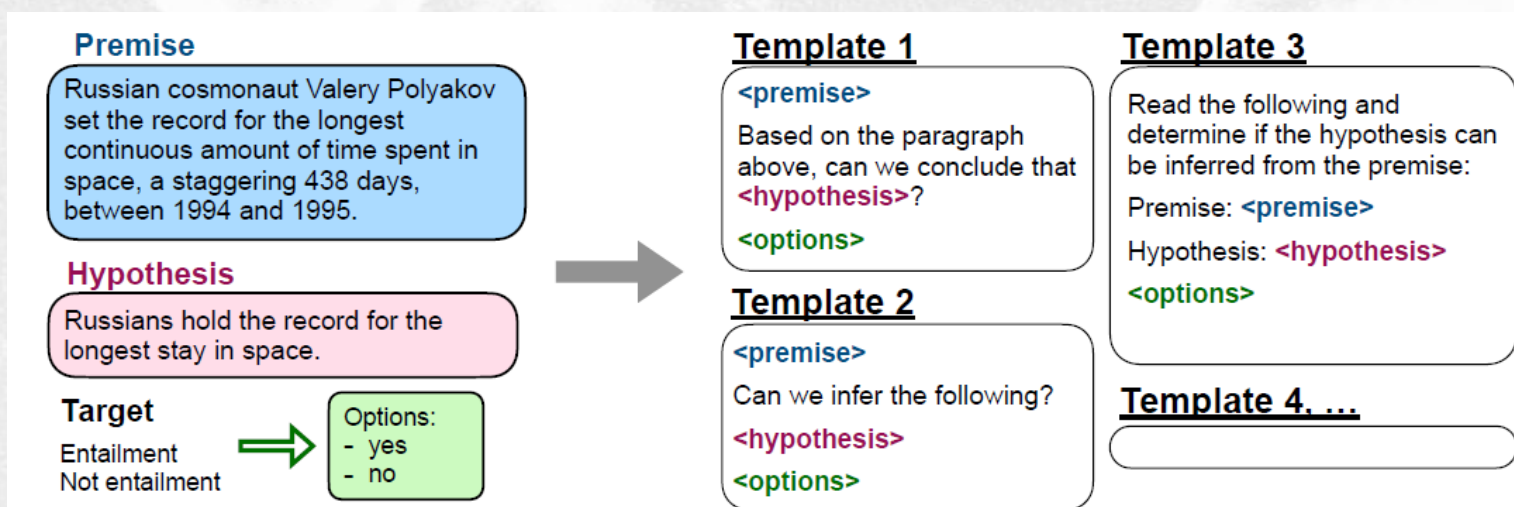 Premise
Russian cosmonaut Valery Polyakov
set the record for the longest
continuous amount of time spent in
space, a staggering 438 days,
between 1994 and 1995.
Hypothesis
Russians hold the record for the
longest stay in space.
Target
Entailment
Not entailment
Options:
- yes
- no
Template 1
<premise>
Based on the paragraph
above, can we conclude that
<hypothesis>?
<options>
Template 2
<premise>
Can we infer the following?
<hypothesis>
<options>
Template 3
Read the following and
determine if the hypothesis can
be inferred from the premise:
Premise: <premise>
Hypothesis: <hypothesis>
<options>
Template 4, ...